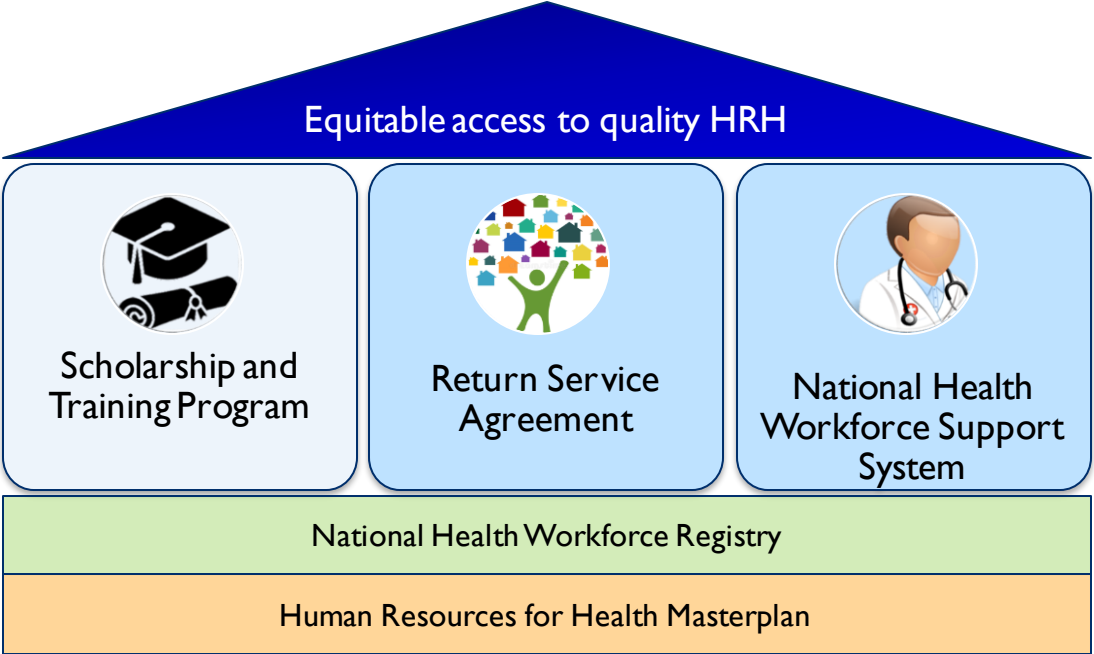 Equitable access to quality HRH
Scholarship and
Training Program
Return Service
Agreement
National Health
Workforce Support
System
National Health Workforce Registry
Human Resources for Health Masterplan